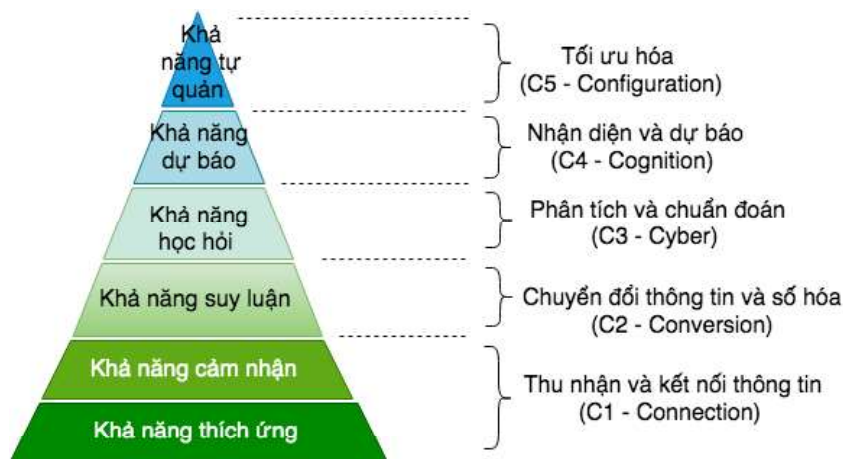 Khả
năng tự
quản
Tối ưu hóa
(C5 - Configuration)
Khả năng
dự báo
Nhận diện và dự báo
(C4 - Cognition)
Khả năng
học hỏi
Phân tích và chuẩn đoán
(C3 - Cyber)
Khả năng suy luận
Chuyển đổi thông tin và số hóa
(C2 - Conversion)
Khả năng cảm nhận
Khả năng thích ứng
Thu nhận và kết nối thông tin
(C1 - Connection)